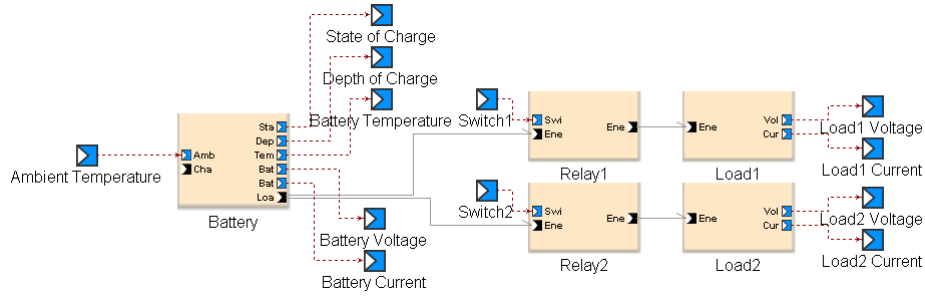 State of Charge
Depth of Charge
Battery Temperature
Ambient Temperature
Amb
Cha
Sta
Dep
Tem
Bat
Bat
Loa
Battery
Battery Voltage
Battery Current
Switch1
Swi
Ene
Ene
Relay1
Ene
Vol
Cur
Load1
Load1 Voltage
Load1 Current
Switch2
Swi
Ene
Ene
Relay2
Ene
Vol
Cur
Load2
Load2 Voltage
Load2 Current